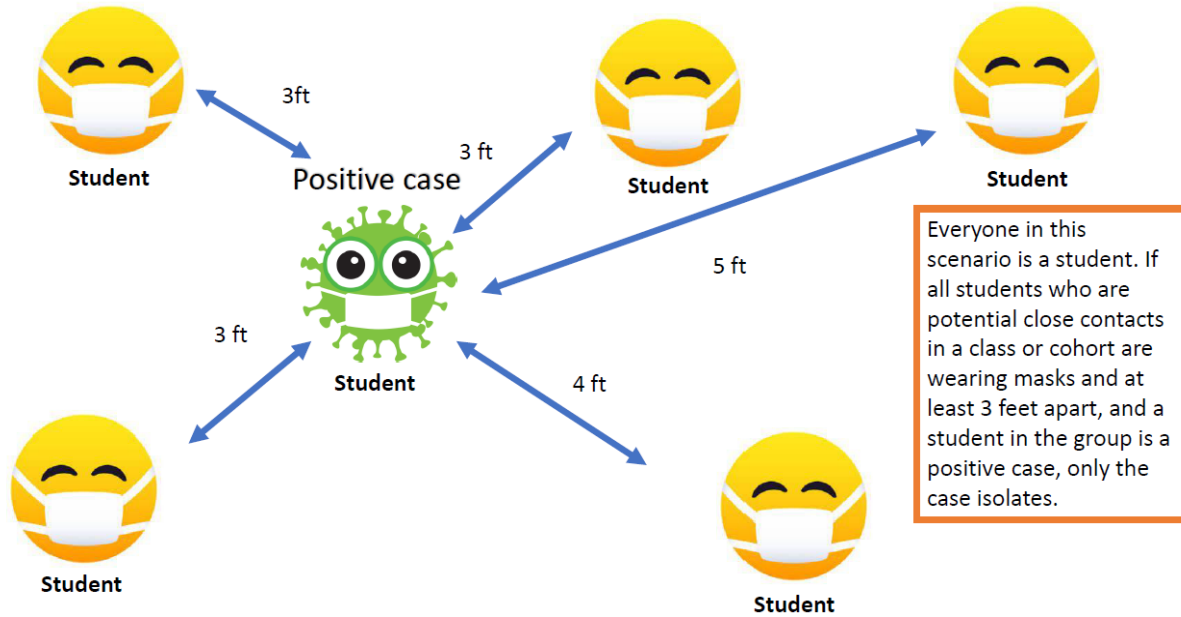 3ft
Student
3 ft
Student
Student
Positive case
Student
5 ft
Everyone in this
scenario is a student. If
all students who are
potential close contacts
in a class or cohort are
wearing masks and at
least 3 feet apart, and a
student in the group is a
positive case, only the
case isolates.
3 ft
4 ft
Student
Student